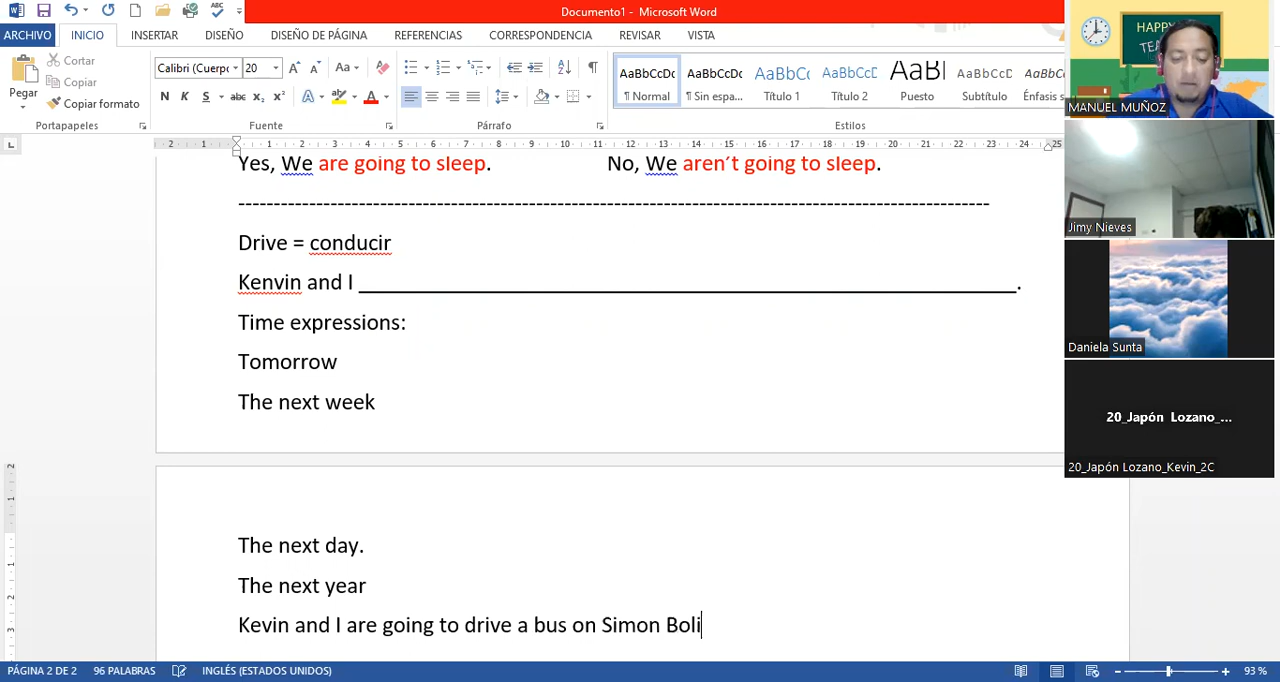 Documento1 - Microsoft Word
ARCHIVO INICIO INSERTAR DISEÑO DISEÑO DE PÁGINA REFERENCIAS CORRESPONDENCIA REVISAR VISTA
Pegar
Cortar
Copiar
Copiar formato
Portapapeles
Calibri (Cuerpo 20
Fuente
Párrafo
AaBbCcDc AaBbCcDc AaBbCc AaBbCcD AaBl AaBbCcD AaBbCcD
¶ Normal ¶ Sin espa... Título 1 Título 2 Puesto Subtítulo Énfasis s
Estilos
HAPPY
MANUEL MUÑOZ
Jimy Nieves
Daniela Sunta
20_Japón Lozano_...
20_Japón Lozano_Kevin_2C
Yes, We are going to sleep. No, We aren't going to sleep.
Drive = conducir
Kenvin and I ______________________________.
Time expressions:
Tomorrow
The next week
The next day.
The next year
Kevin and I are going to drive a bus on Simon Boli
PÁGINA 2 DE 2 96 PALABRAS INGLÉS (ESTADOS UNIDOS) 93 %